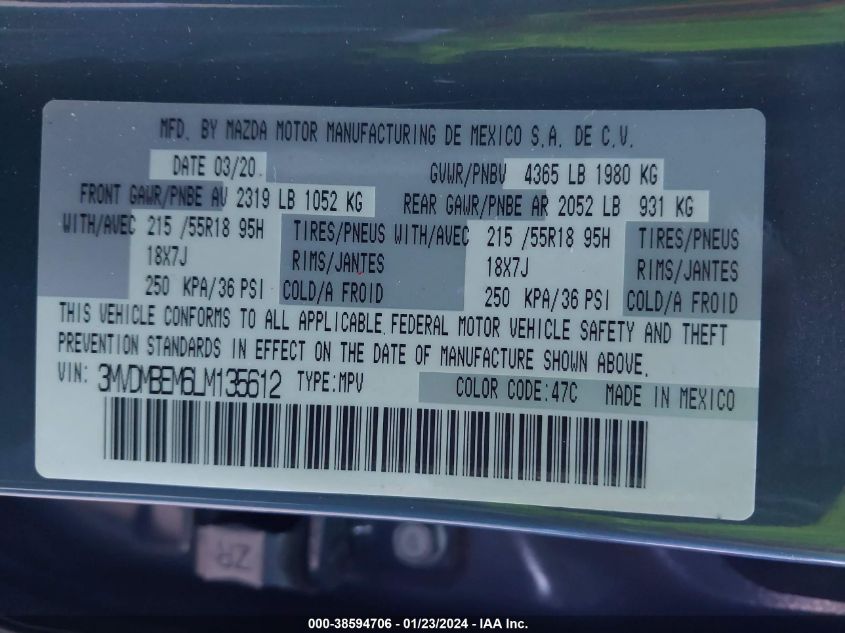 MFD. BY MAZDA MOTOR MANUFACTURING DE MEXICO S.A. DE C.V.
DATE 03/20 GVWR/PNBV 4365 LB 1980 KG
FRONT GAWR/PNBE AV 2319 LB 1052 KG REAR GAWR/PNBE AR 2052 LB 931 KG
WITH/AVEC 215 /55R18 95H TIRES/PNEUS WITH/AVEC 215 /55R18 95H TIRES/PNEUS
18X7J RIMS/JANTES 18X7J RIMS/JANTES
250 KPA/36 PSI COLD/A FROID 250 KPA/36 PSI COLD/A FROID
THIS VEHICLE CONFORMS TO ALL APPLICABLE FEDERAL MOTOR VEHICLE SAFETY AND THEFT
PREVENTION STANDARDS IN EFFECT ON THE DATE OF MANUFACTURE SHOWN ABOVE.
VIN: 3MVDMBEM6LM135612 TYPE:MPV COLOR CODE:47C MADE IN MEXICO
ZR
000-38594706 - 01/23/2024 - IAA Inc.